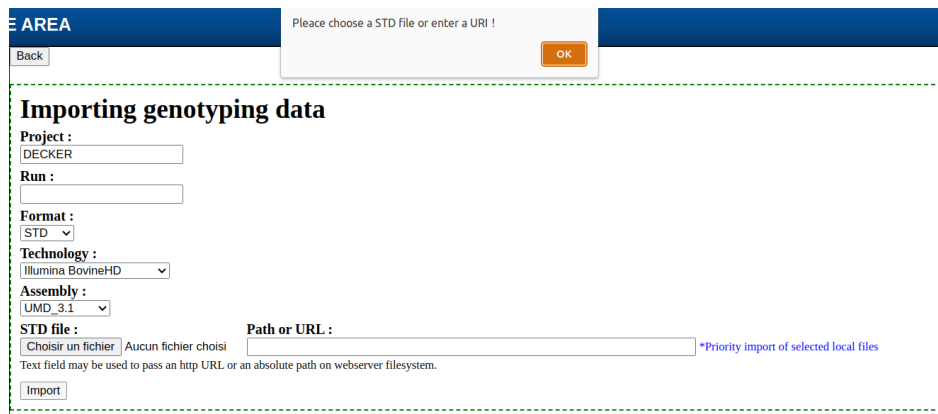 E AREA
Pleace choose a STD file or enter a URI !
OK
Back
Importing genotyping data
Project :
DECKER
Run :
Format :
STD
Technology :
Illumina BovineHD
Assembly :
UMD_3.1
STD file :
Path or URL :
Choisir un fichier Aucun fichier choisi
*Priority import of selected local files
Text field may be used to pass an http URL or an absolute path on webserver filesystem.
Import